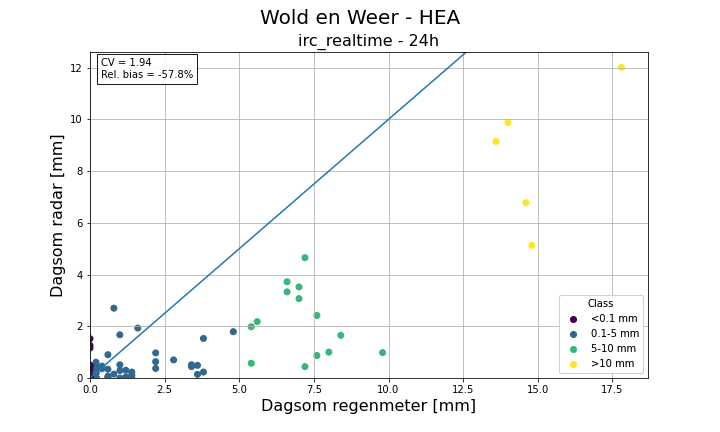 Wold en Weer - HEA
irc_realtime - 24h
CV = 1.94
Rel. bias = -57.8%
Dagsom radar [mm]
12
10
8
6
4
2
0
0.0 2.5 5.0 7.5 10.0 12.5 15.0 17.5
Dagsom regenmeter [mm]
Class
<0.1 mm
0.1-5 mm
5-10 mm
>10 mm